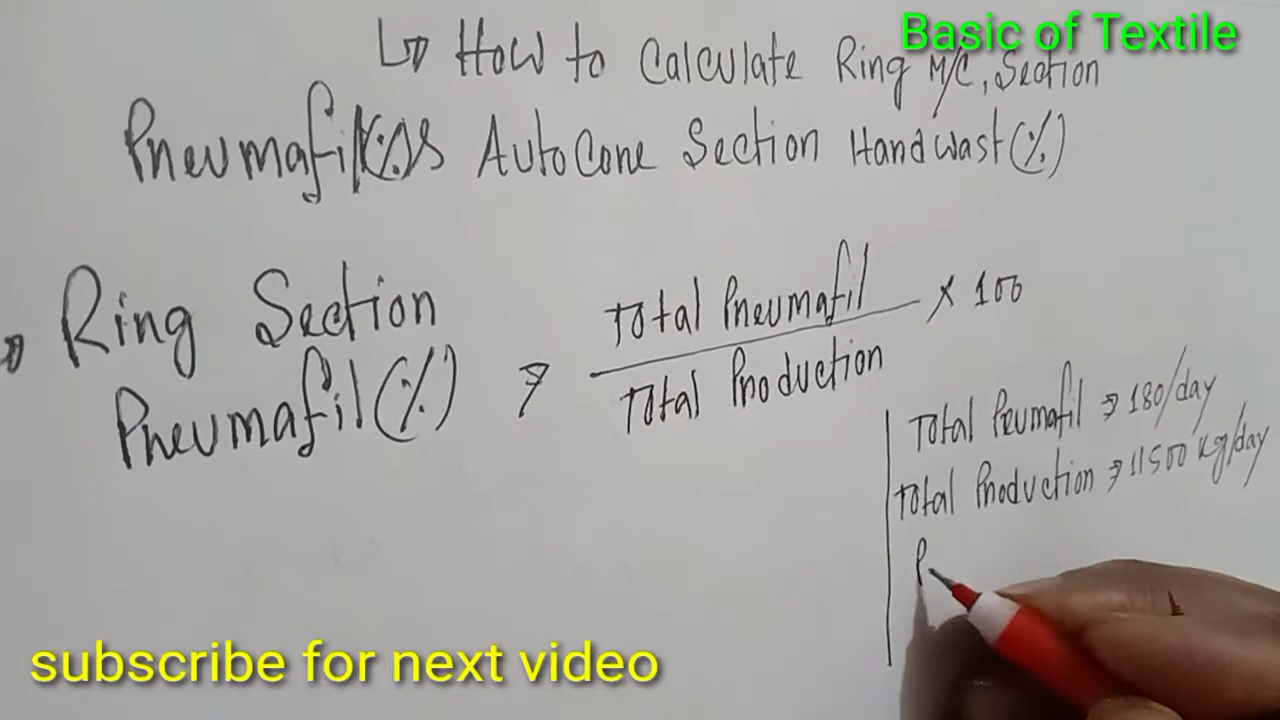 Basic of Textile
↳ How to Calculate Ring M/C, Section
Pneumafil(%) & AutoCone Section Handwast(%)
Ring Section
Pneumafil(%) ⇒ Total Pneumafil / Total Production × 100
Total Peumafil ⇒ 180/day
Total Production ⇒ 11500 kg/day
P
subscribe for next video